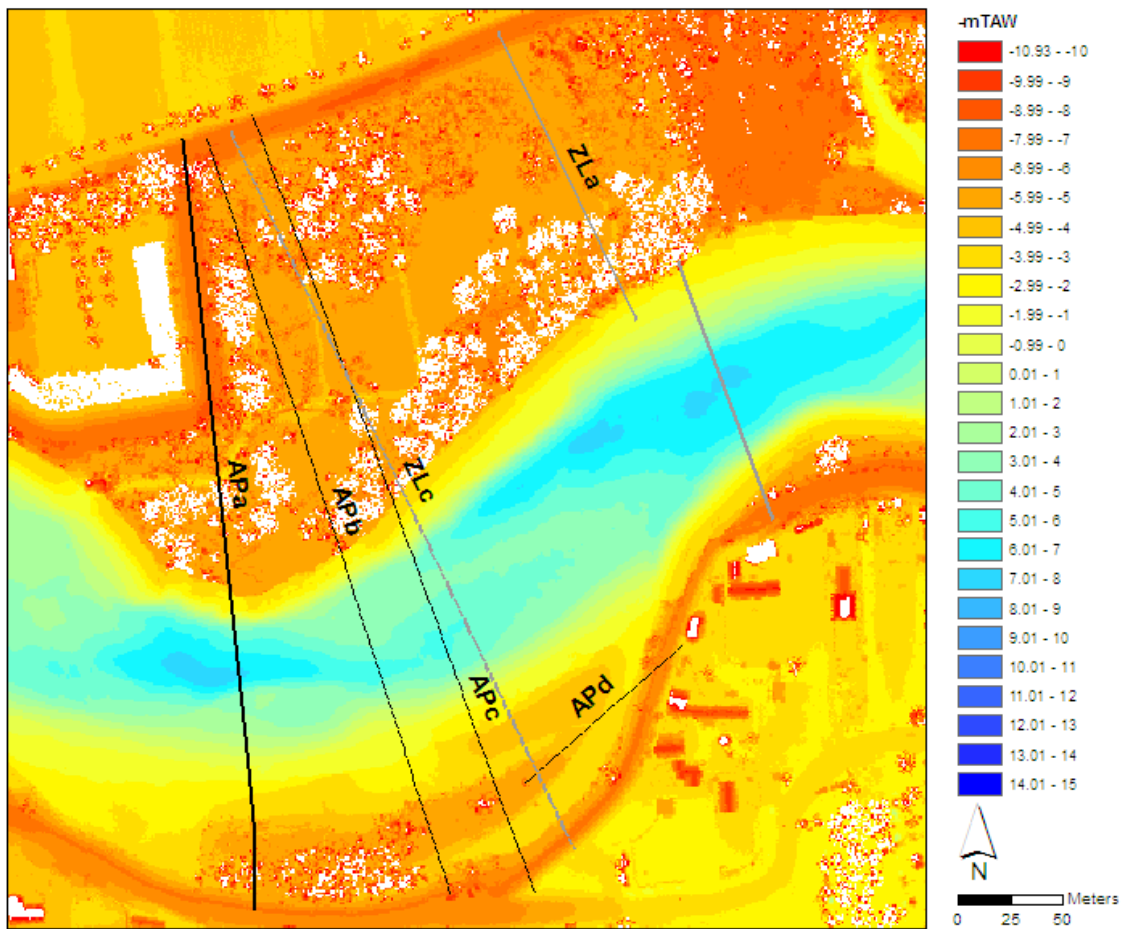 -mTAW
-10.93 - -10
-9.99 - -9
-8.99 - -8
-7.99 - -7
-6.99 - -6
-5.99 - -5
-4.99 - -4
-3.99 - -3
-2.99 - -2
-1.99 - -1
-0.99 - 0
0.01 - 1
1.01 - 2
2.01 - 3
3.01 - 4
4.01 - 5
5.01 - 6
6.01 - 7
7.01 - 8
8.01 - 9
9.01 - 10
10.01 - 11
11.01 - 12
12.01 - 13
13.01 - 14
14.01 - 15
N
Meters
0 25 50
ZLa
APa
APb
ZLc
APc
APd